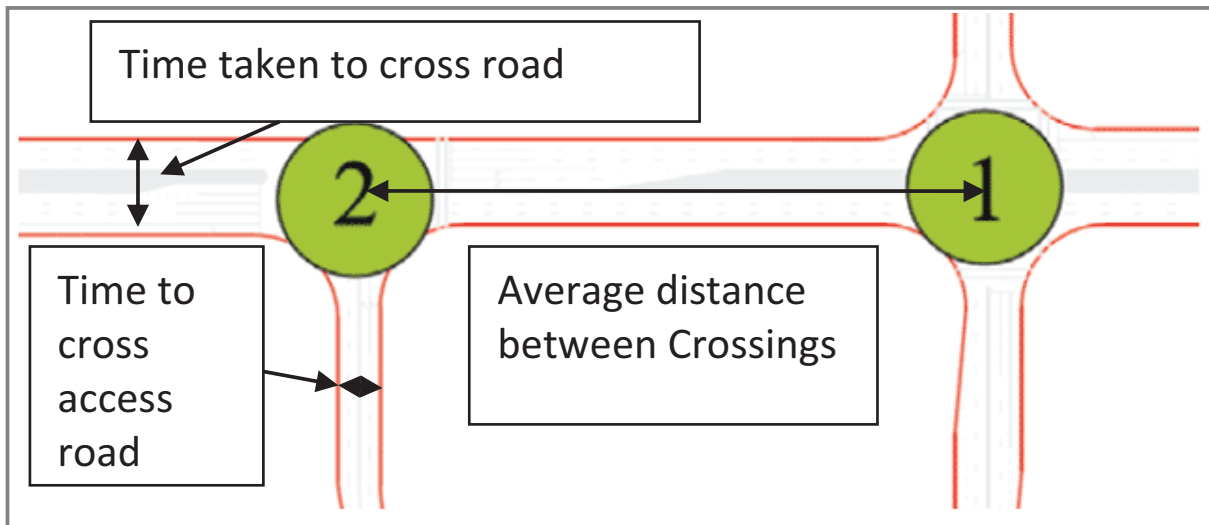 Time taken to cross road
2
1
Time to
cross
access
road
Average distance
between Crossings